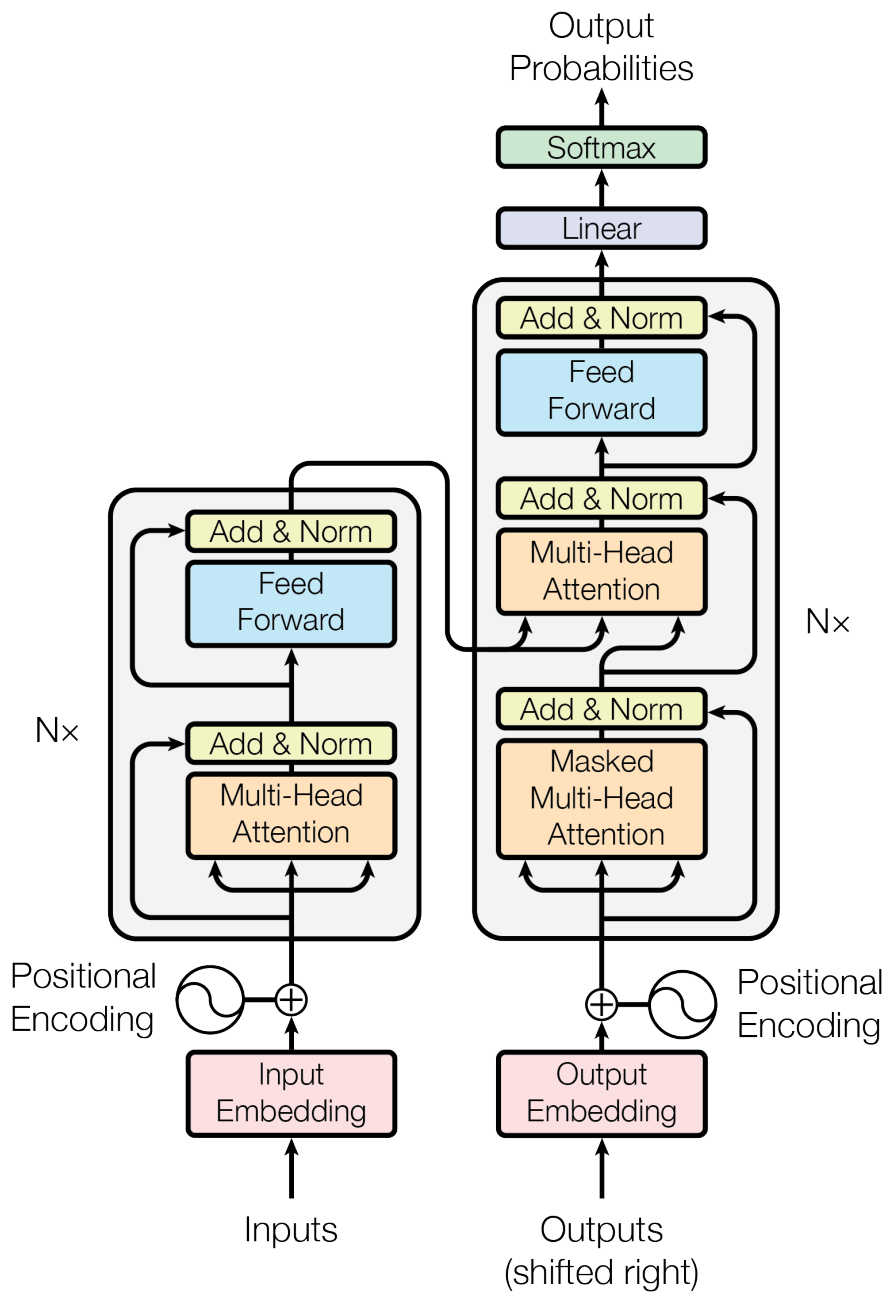 Output
Probabilities
Softmax
Linear
Add & Norm
Feed
Forward
Add & Norm
Multi-Head
Attention
Add & Norm
Masked
Multi-Head
Attention
Nx
Add & Norm
Feed
Forward
Add & Norm
Multi-Head
Attention
Nx
Positional
Encoding
Input
Embedding
Inputs
Positional
Encoding
Output
Embedding
Outputs
(shifted right)